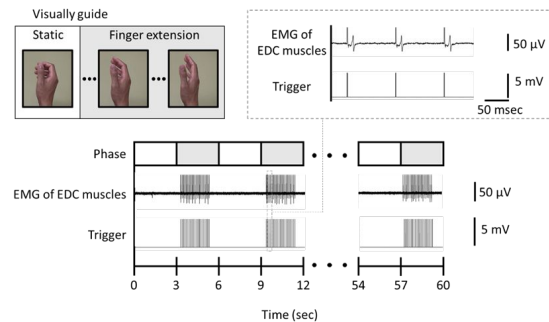 Visually guide
Static
Finger extension
EMG of
EDC muscles
50 µV
Trigger
5 mV
50 msec
Phase
EMG of EDC muscles
50 µV
Trigger
5 mV
0 3 6 9 12 54 57 60
Time (sec)